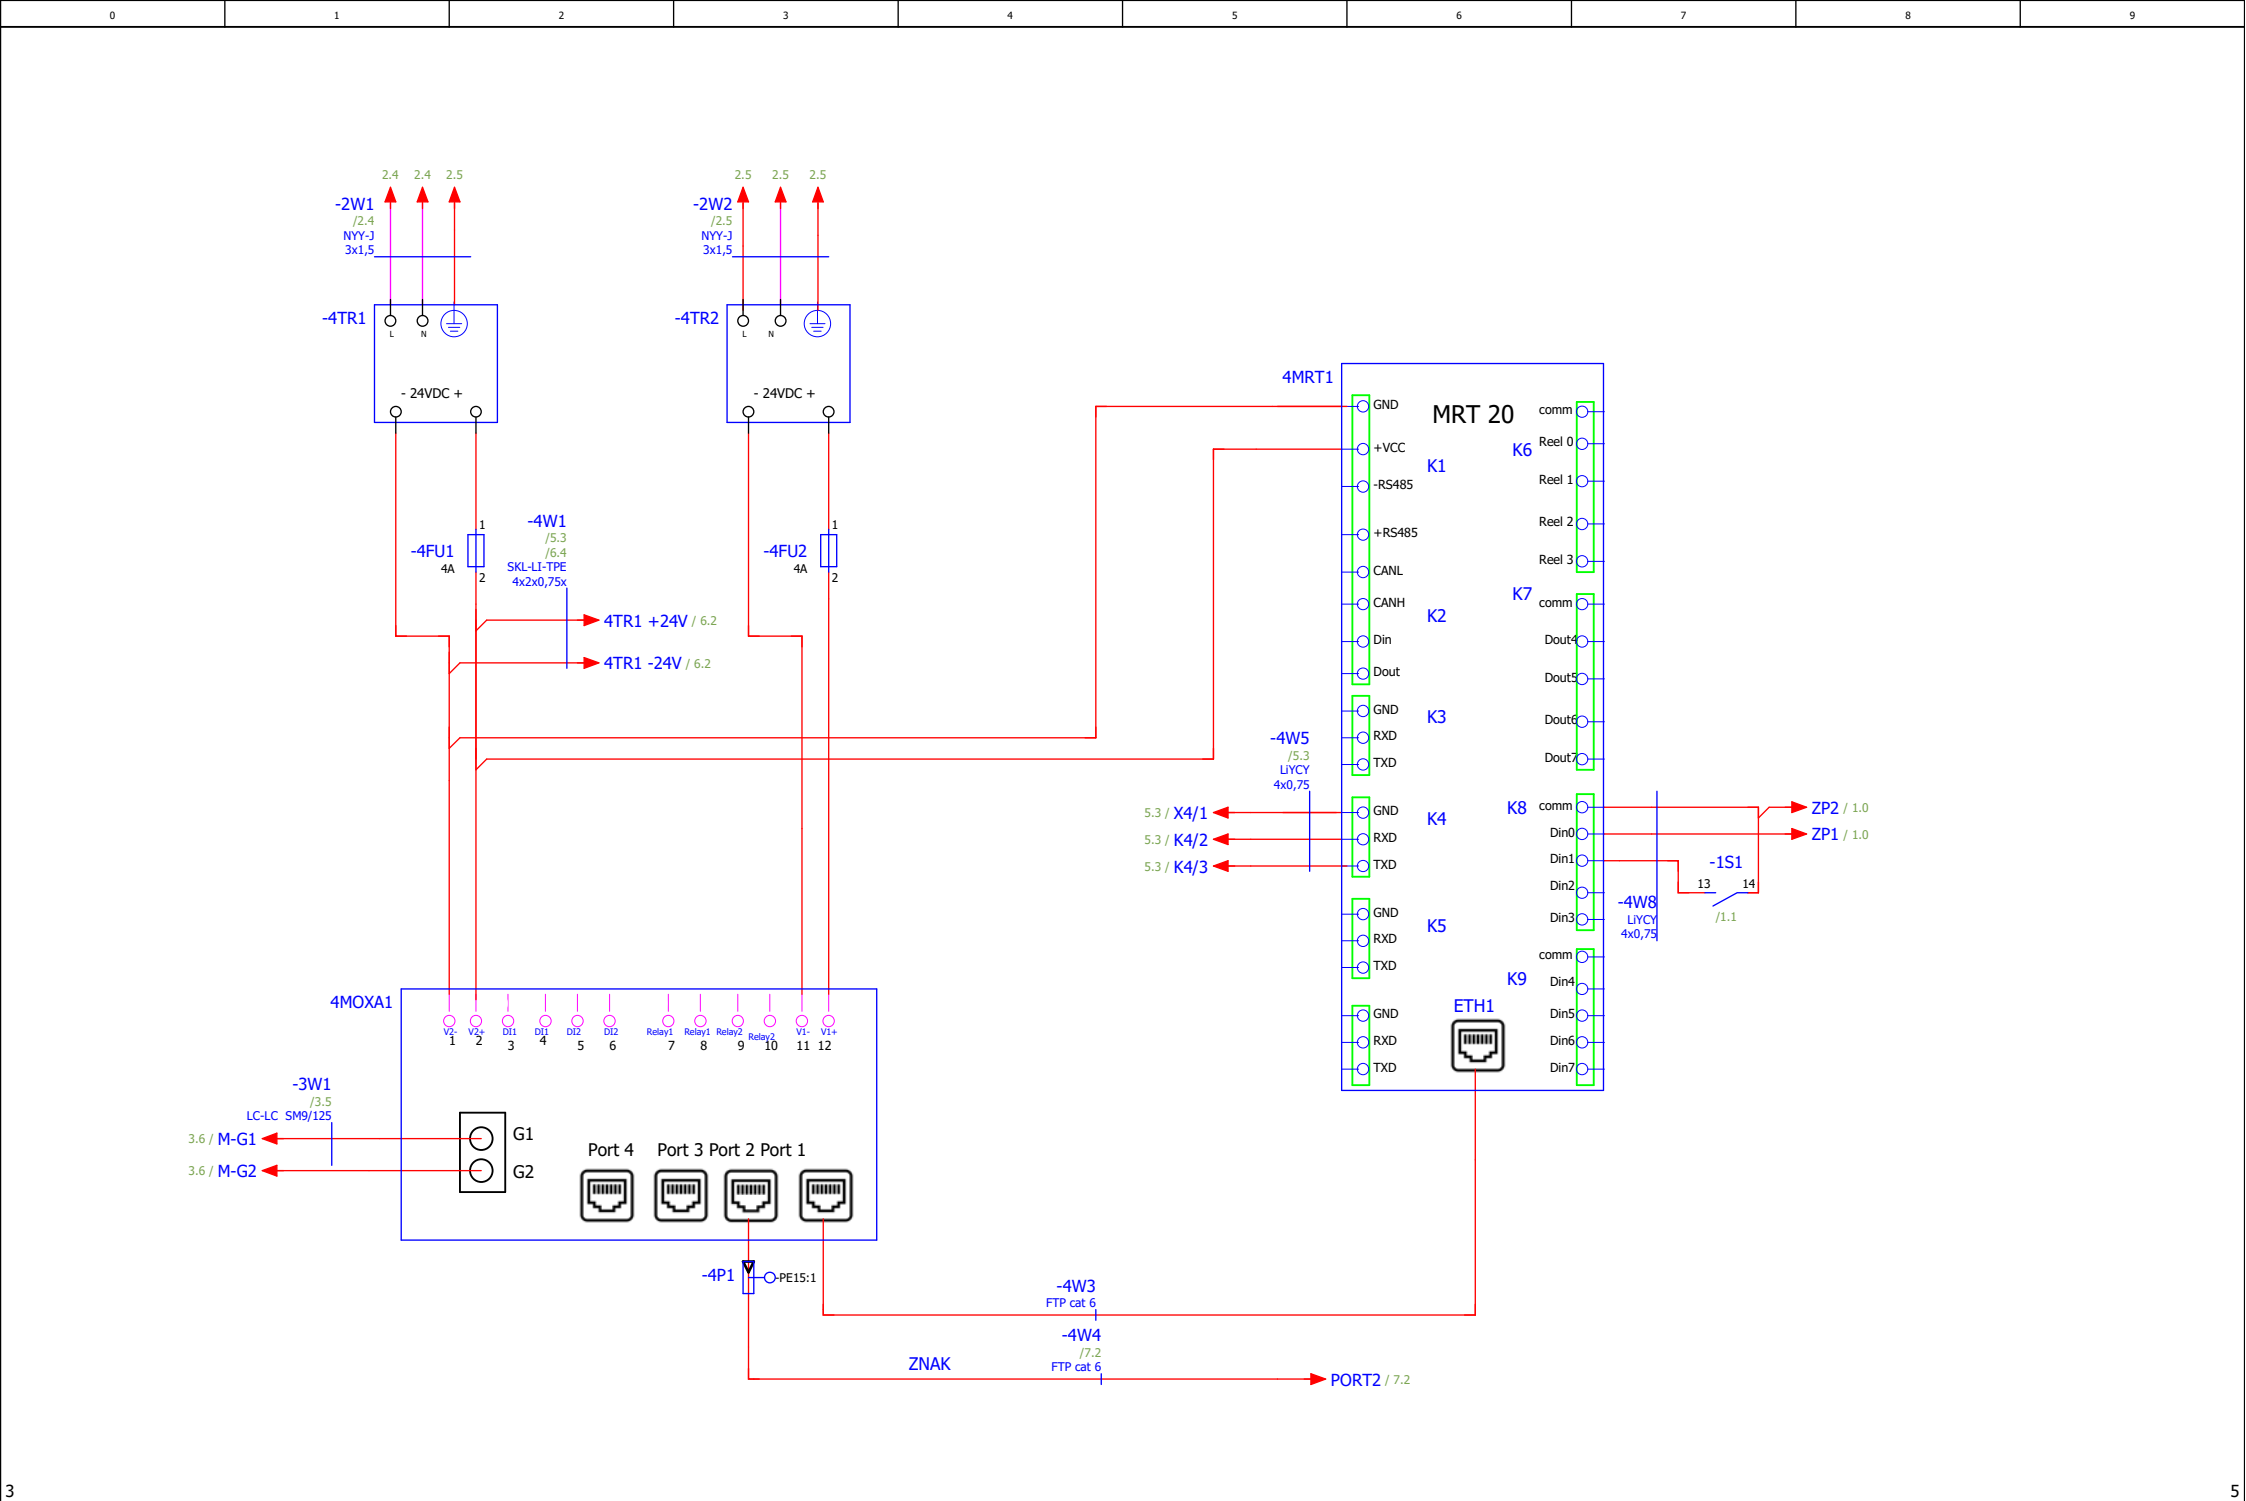 0 1 2 3 4 5 6 7 8 9
2.4 2.4 2.5
-2W1
/2.4
NYY-J
3x1,5
2.5 2.5 2.5
-2W2
/2.5
NYY-J
3x1,5
-4TR1
L N
- 24VDC +
-4TR2
L N
- 24VDC +
-4FU1
4A
1
2
-4W1
/5.3
/6.4
SKL-LI-TPE
4x2x0,75x
-4FU2
4A
1
2
4TR1 +24V / 6.2
4TR1 -24V / 6.2
4MRT1
MRT 20
GND
+VCC
K1
-RS485
+RS485
CANL
CANH
K2
Din
Dout
GND
K3
RXD
TXD
-4W5
/5.3
LiYCY
4x0,75
5.3 / X4/1
5.3 / K4/2
5.3 / K4/3
GND
K4
RXD
TXD
GND
K5
RXD
TXD
GND
RXD
TXD
comm
K6
Reel 0
Reel 1
Reel 2
Reel 3
K7
comm
Dout4
Dout5
Dout6
Dout7
K8
comm
Din0
Din1
Din2
Din3
comm
K9
Din4
Din5
Din6
Din7
ETH1
ZP2 / 1.0
ZP1 / 1.0
-1S1
13 14
/1.1
-4W8
LiYCY
4x0,75
4MOXA1
V2- V2+ DI1 DI1 DI2 DI2 Relay1 Relay1 Relay2 Relay2 V1- V1+
1 2 3 4 5 6 7 8 9 10 11 12
-3W1
/3.5
LC-LC SM9/125
3.6 / M-G1
3.6 / M-G2
G1
G2
Port 4 Port 3 Port 2 Port 1
-4P1
-PE15:1
-4W3
FTP cat 6
-4W4
/7.2
FTP cat 6
ZNAK
PORT2 / 7.2
3
5